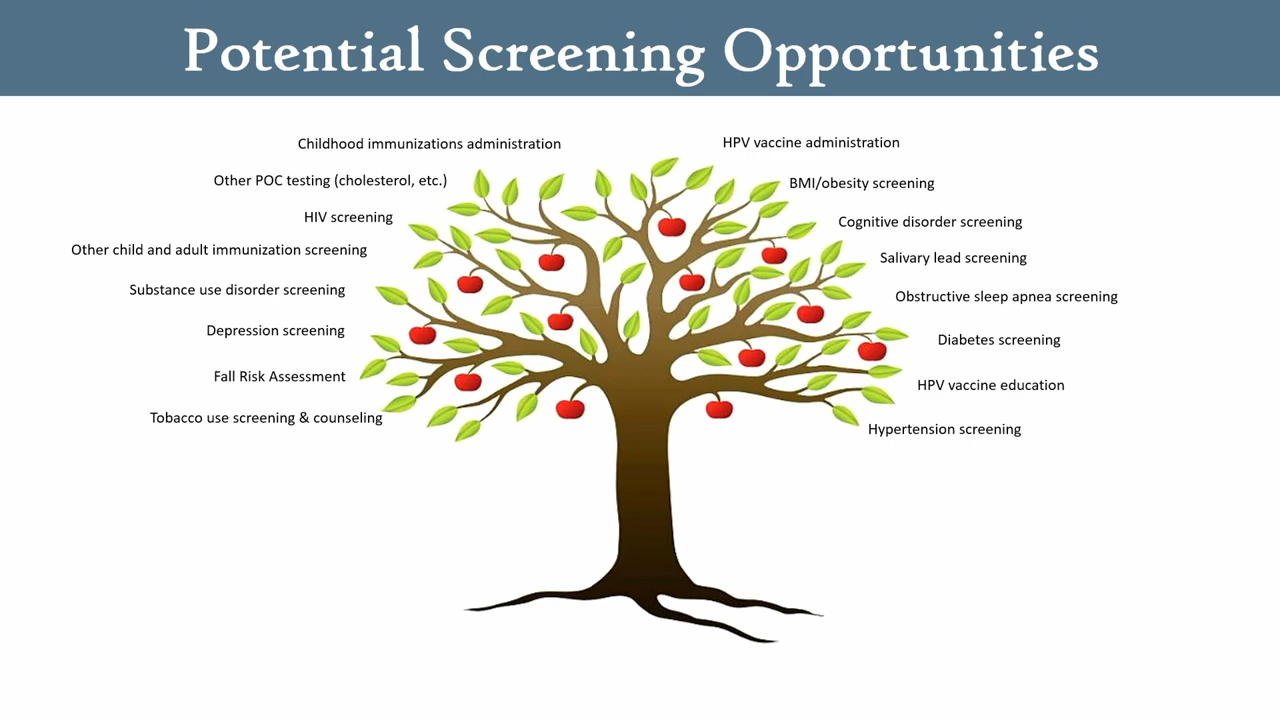 Potential Screening Opportunities
Childhood immunizations administration
Other POC testing (cholesterol, etc.)
HIV screening
Other child and adult immunization screening
Substance use disorder screening
Depression screening
Fall Risk Assessment
Tobacco use screening & counseling
HPV vaccine administration
BMI/obesity screening
Cognitive disorder screening
Salivary lead screening
Obstructive sleep apnea screening
Diabetes screening
HPV vaccine education
Hypertension screening